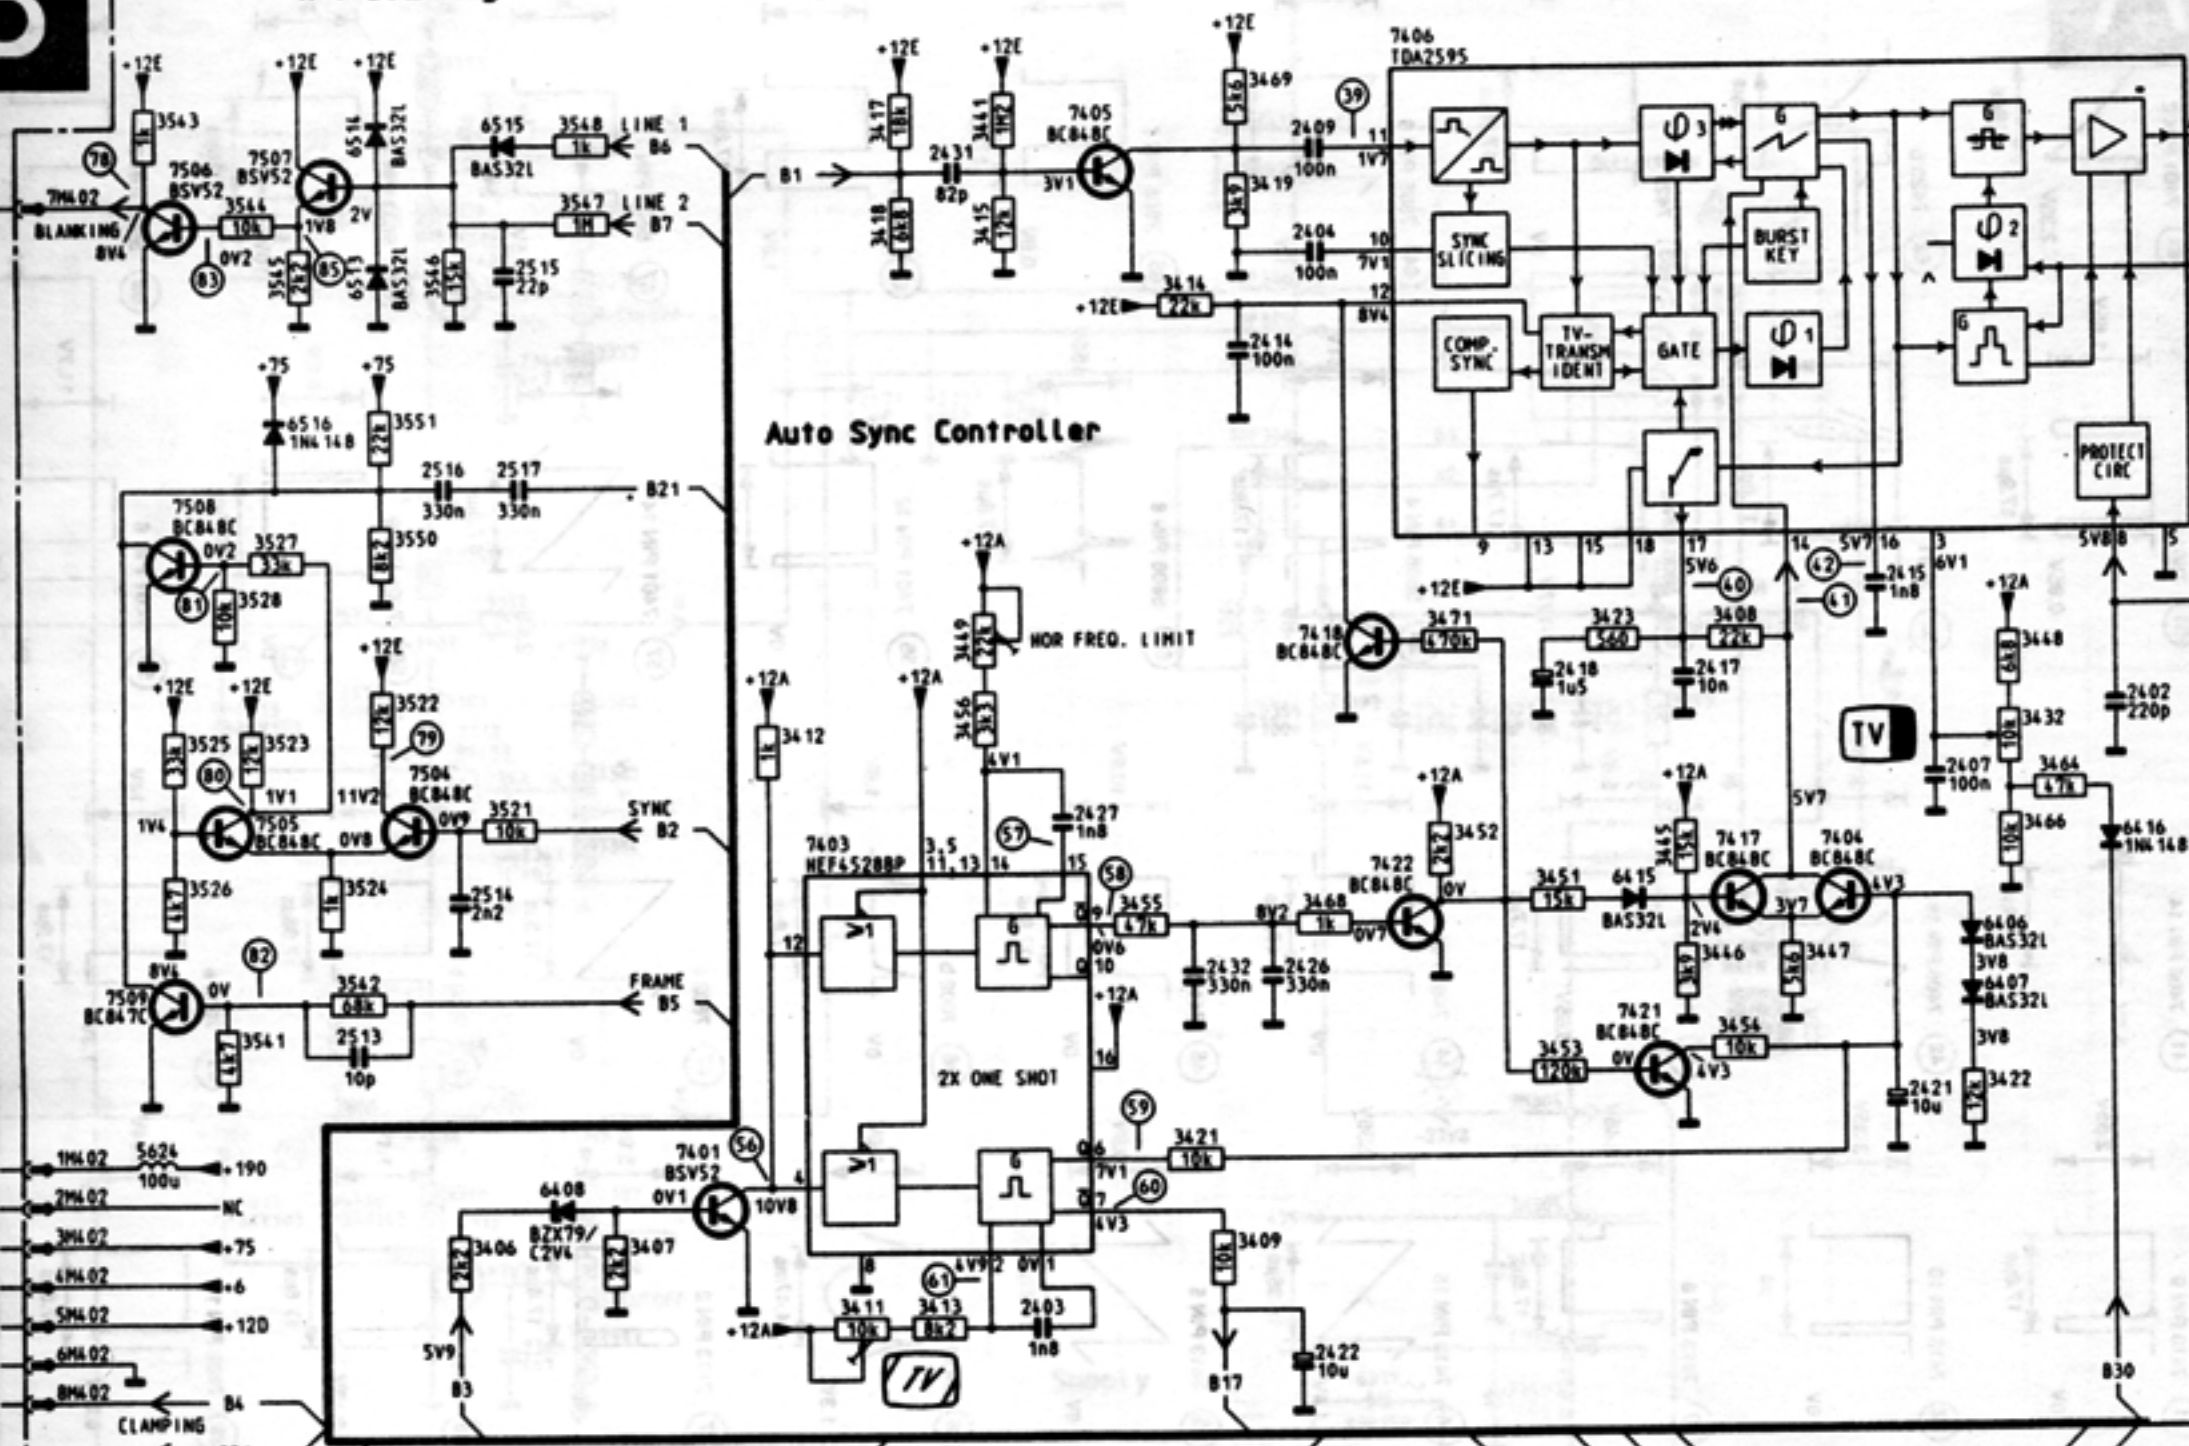 7406
TDA2595
+12E
+12E
+12E
3543
1k
78
7506
BSV52
7507
BSV52
6514
BAS32L
6515
BAS32L
3548
1k
LINE 1
B6
3547
1M
LINE 2
B7
7M402
BLANKING
8V4
3544
10k
1V8
2V
0V2
83
85
3545
2k2
6513
BAS32L
3546
15k
2515
22p
+12E
+12E
+12E
3417
18k
3441
1M2
7405
BC848C
B1
2431
82p
3V1
3418
6k8
3415
12k
3469
5k6
39
2409
100n
11
1V7
3419
3k9
2404
100n
10
7V1
3414
22k
+12E
12
8V4
2414
100n
φ 3
G
G
SYNC
SLICING
BURST
KEY
φ 2
COMP.
SYNC
TV-
TRANSM
IDENT
GATE
φ 1
G
PROTECT
CIRC
+75
+75
6516
1N4148
3551
22k
2516
330n
2517
330n
B21
7508
BC848C
0V2
3527
33k
3550
8k2
81
3528
10k
+12E
+12E
+12E
3522
12k
79
3525
33k
3523
12k
80
1V1
11V2
7504
BC848C
1V4
7505
BC848C
0V8
0V9
3521
10k
SYNC
B2
3526
4k7
3524
1k
2514
2n2
82
8V4
0V
7509
BC847C
3542
68k
FRAME
B5
3541
4k7
2513
10p
Auto Sync Controller
+12A
3449
22k
HOR FREQ. LIMIT
+12A
+12A
3412
1k
3456
3k3
4V1
2427
1n8
57
7403
HEF4528BP
3,5
11,13
14
15
58
12
G
Q 9
0V6
Q
10
3455
47k
8V2
3468
1k
0V7
2432
330n
2426
330n
+12A
16
2X ONE SHOT
9
13
15
18
17
5V6
14
5V7
16
3
6V1
5V8
8
5
+12E
40
42
41
2415
1n8
7418
BC848C
3471
470k
3423
560
3408
22k
2418
1u5
2417
10n
TV
+12A
3448
6k8
3432
10k
2407
100n
3464
47k
3466
10k
6416
1N4148
2402
220p
+12A
3452
2k2
7422
BC848C
0V
3451
15k
6415
BAS32L
+12A
3445
15k
7417
BC848C
7404
BC848C
5V7
4V3
3V7
2V4
3446
3k9
3447
5k6
6406
BAS32L
3V8
6407
BAS32L
3V8
7421
BC848C
3454
10k
3453
120k
0V
4V3
2421
10u
3422
12k
59
56
7401
BSV52
0V1
10V8
4
G
Q 6
7V1
3421
10k
Q 7
4V3
60
6408
BZX79/
C2V4
3406
2k2
3407
2k2
8
4V9
2
0V
1
61
3409
10k
+12A
3411
10k
3413
8k2
2403
1n8
TV
5V9
B3
B17
2422
10u
B30
1M402
5624
100u
+190
2M402
NC
3M402
+75
4M402
+6
5M402
+12D
6M402
8M402
B4
CLAMPING